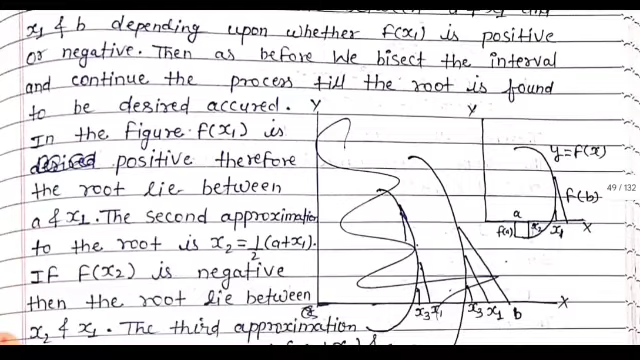 x₁ & b depending upon whether f(x₁) is positive
or negative. Then as before we bisect the interval
and continue the process till the root is found
to be desired accured.
In the figure f(x₁) is
positive therefore
the root lie between
a & x₁. The second approximation
to the root is x₂ = 1/2 (a+x₁).
If f(x₂) is negative
then the root lie between
x₂ & x₁. The third approximation
Y
x₃ x₁
x₃ x₁ b
X
Y
y=f(x)
f(b)
a
f(a)
x₂ x₁
X
49 / 132